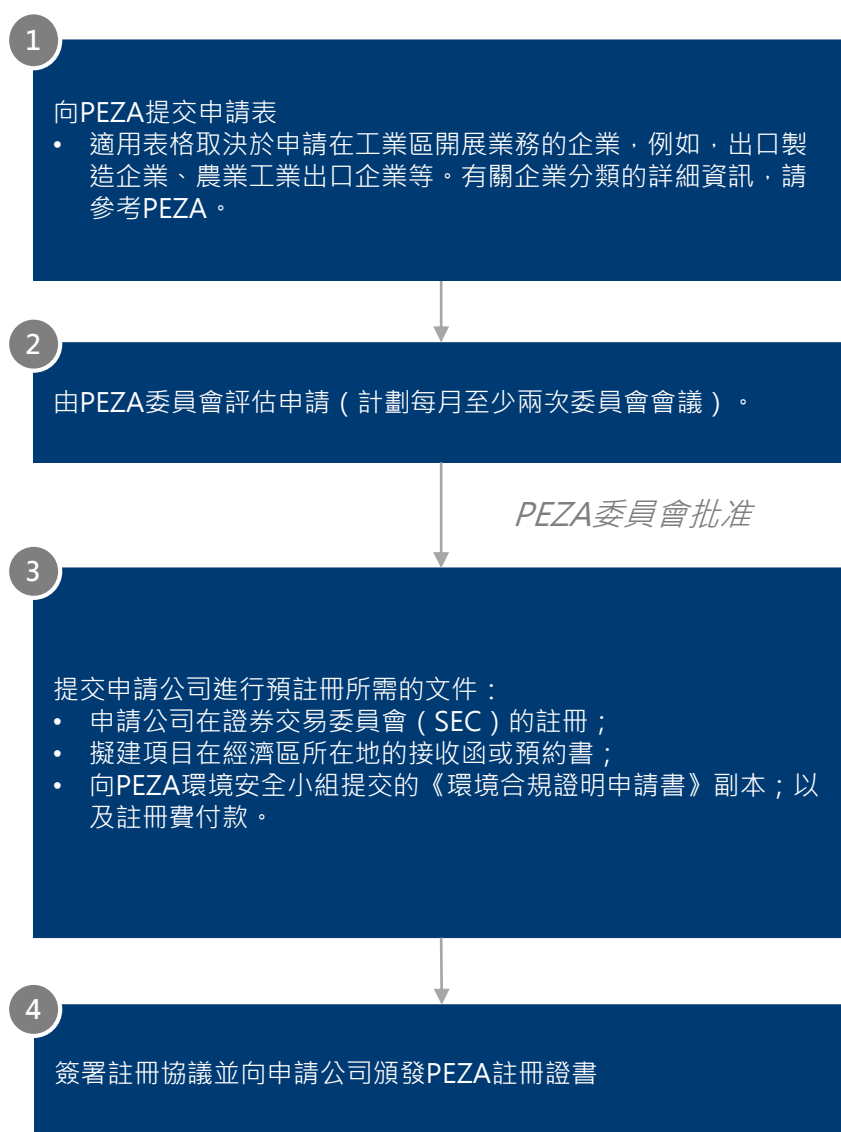 1
向PEZA提交申請表
• 適用表格取決於申請在工業區開展業務的企業，例如，出口製
造企業、農業工業出口企業等。有關企業分類的詳細資訊，請
參考PEZA。
2
由PEZA委員會評估申請（計劃每月至少兩次委員會會議）。
PEZA委員會批准
3
提交申請公司進行預註冊所需的文件：
• 申請公司在證券交易委員會（SEC）的註冊；
• 擬建項目在經濟區所在地的接收函或預約書；
• 向PEZA環境安全小組提交的《環境合規證明申請書》副本；以
及註冊費付款。
4
簽署註冊協議並向申請公司頒發PEZA註冊證書